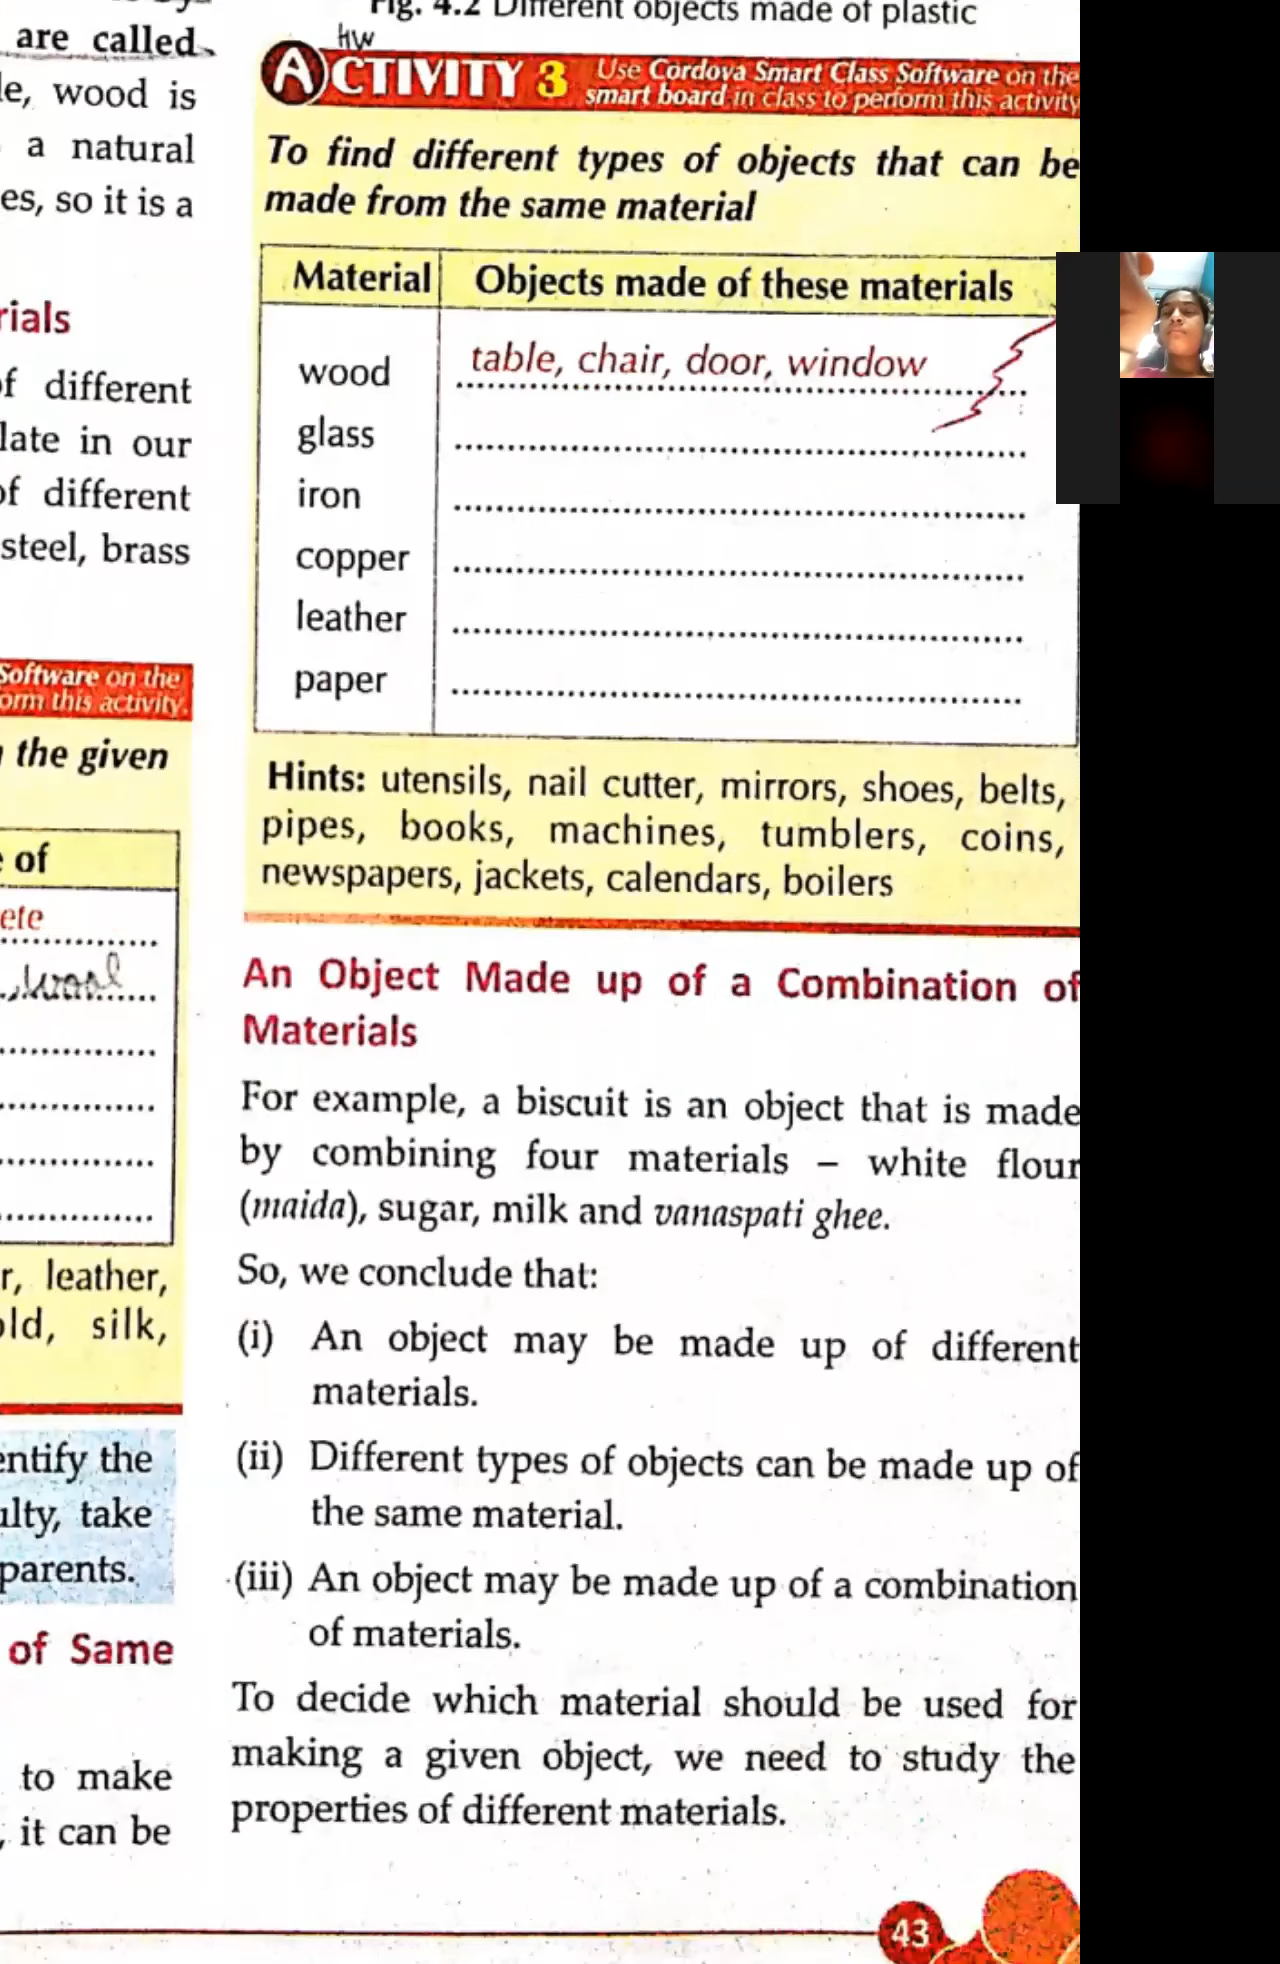 Fig. 4.2 Different objects made of plastic
are called
wood is
a natural
so it is a
of different
late in our
of different
steel, brass
Software on the
this activity.
the given
of
wool
leather,
silk,
the
take
parents.
of Same
to make
it can be
HW
ACTIVITY 3 Use Cordova Smart Class Software on the
smart board in class to perform this activity
To find different types of objects that can be
made from the same material
Material Objects made of these materials
wood table, chair, door, window
glass
iron
copper
leather
paper
Hints: utensils, nail cutter, mirrors, shoes, belts,
pipes, books, machines, tumblers, coins,
newspapers, jackets, calendars, boilers
An Object Made up of a Combination of
Materials
For example, a biscuit is an object that is made
by combining four materials – white flour
(maida), sugar, milk and vanaspati ghee.
So, we conclude that:
(i) An object may be made up of different
materials.
(ii) Different types of objects can be made up of
the same material.
(iii) An object may be made up of a combination
of materials.
To decide which material should be used for
making a given object, we need to study the
properties of different materials.
43